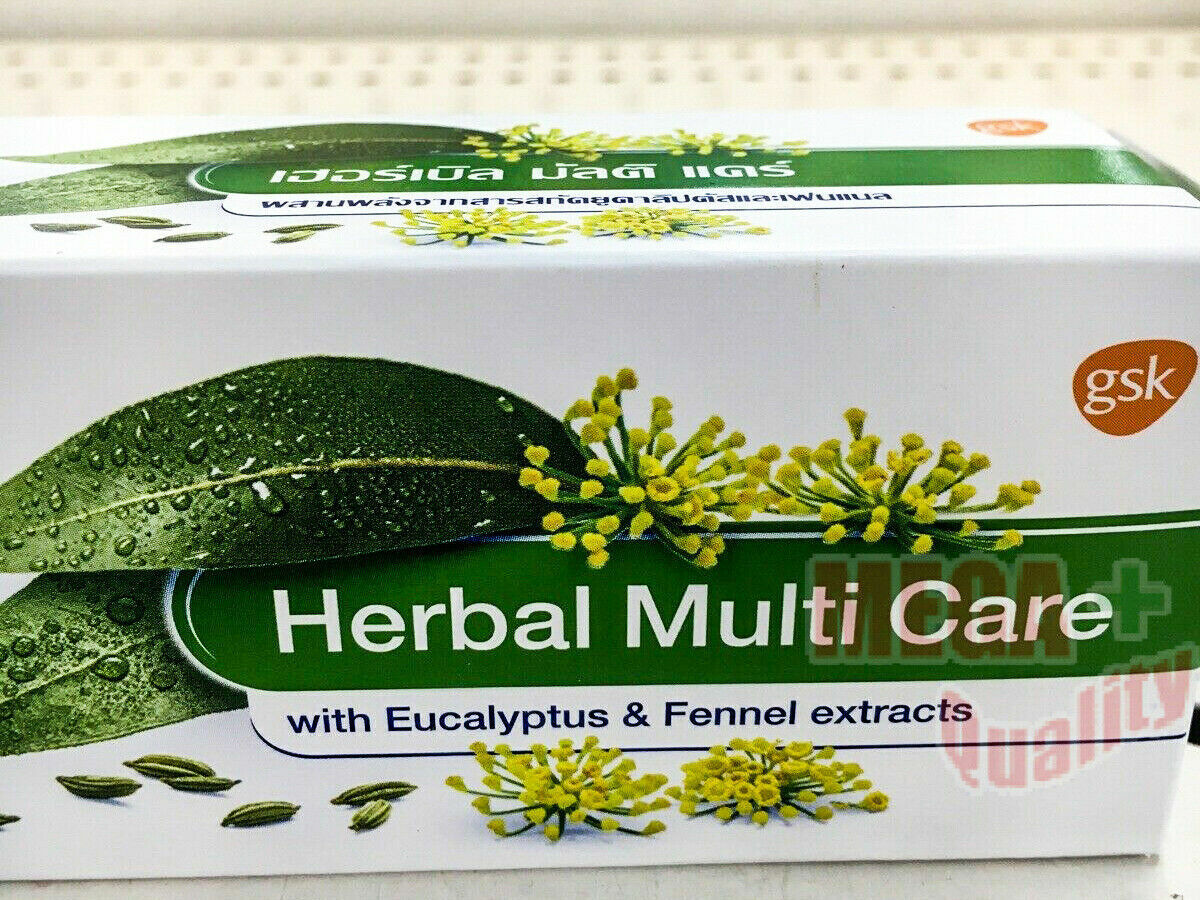 gsk
เฮอร์เบิล มัลติ แคร์
ผสานพลังจากสารสกัดยูคาลิปตัสและเฟนเนล
gsk
Herbal Multi Care
with Eucalyptus & Fennel extracts
MEGA+
Quality